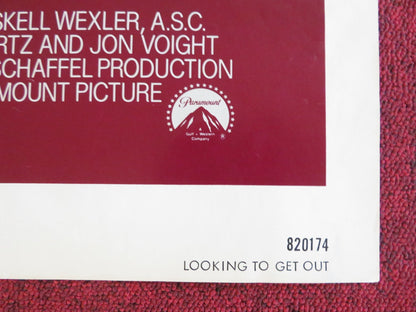 SKELL WEXLER, A.S.C.
RTZ AND JON VOIGHT
SCHAFFEL PRODUCTION
MOUNT PICTURE
Paramount
A
Gulf + Western
Company
820174
LOOKING TO GET OUT